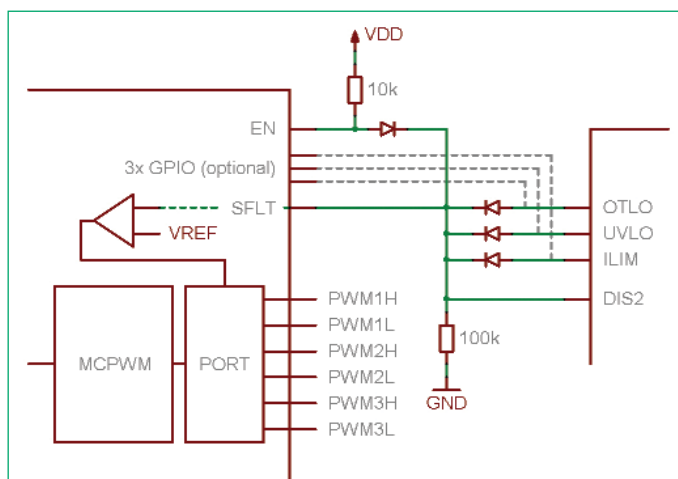 VDD
10k
EN
3x GPIO (optional)
SFLT
OTLO
VREF
UVLO
ILIM
PWM1H
DIS2
PWM1L
100k
MCPWM
PORT
PWM2H
PWM2L
PWM3H
GND
PWM3L